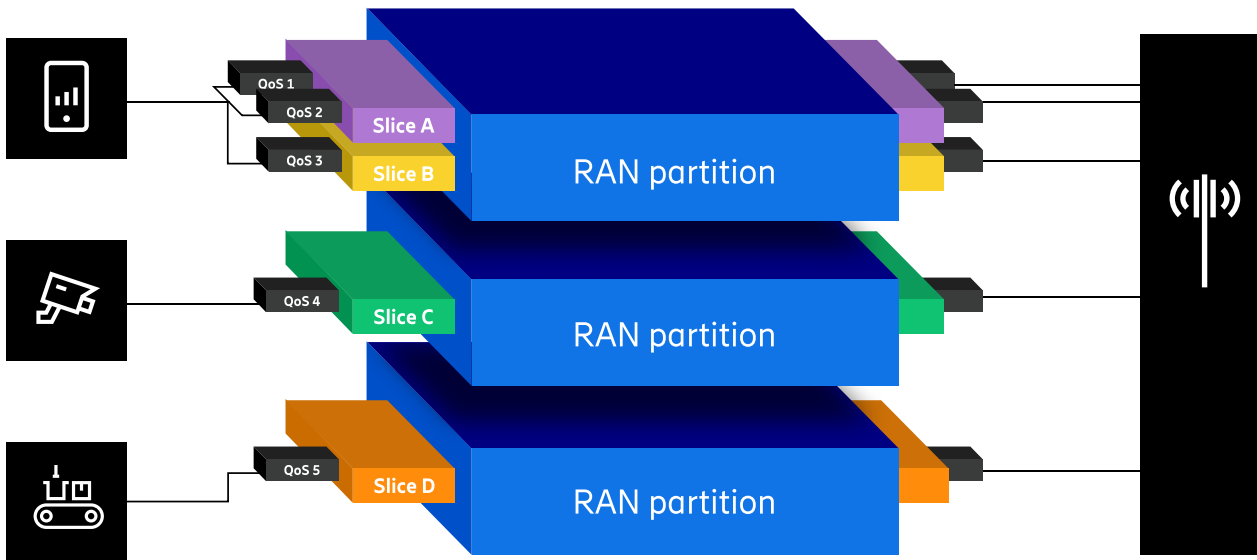 QoS 1
QoS 2
Slice A
RAN partition
QoS 3
Slice B
QoS 4
Slice C
RAN partition
QoS 5
Slice D
RAN partition